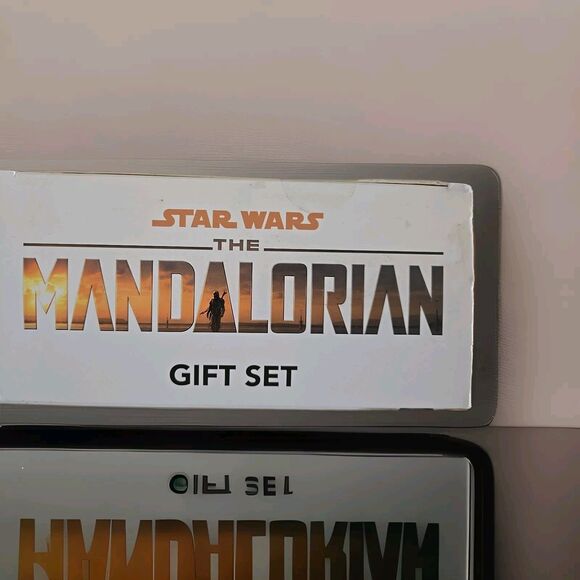 STAR WARS
THE
MANDALORIAN
GIFT SET